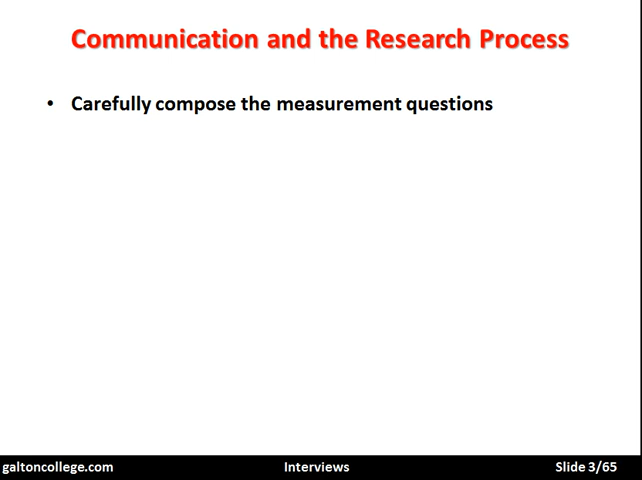 Communication and the Research Process
• Carefully compose the measurement questions
galtoncollege.com Interviews Slide 3/65